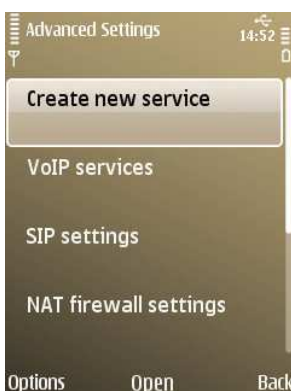 Advanced Settings
14:52
Create new service
VoIP services
SIP settings
NAT firewall settings
Options Open Back